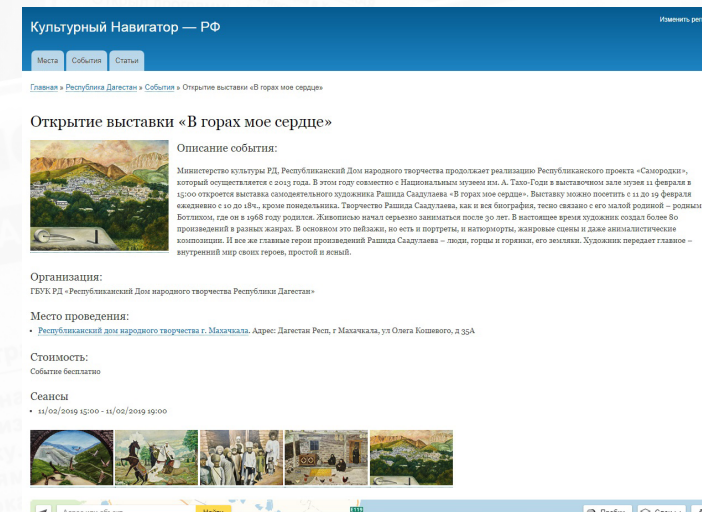 Культурный Навигатор — РФ
Изменить рег
Места
События
Статьи
Главная » Республика Дагестан » События » Открытие выставки «В горах мое сердце»
Открытие выставки «В горах мое сердце»
Описание события:
Министерство культуры РД, Республиканский Дом народного творчества продолжает реализацию Республиканского проекта «Самородки»,
который осуществляется с 2013 года. В этом году совместно с Национальным музеем им. А. Тахо-Годи в выставочном зале музея 11 февраля в
15:00 откроется выставка самодеятельного художника Рашида Саадулаева «В горах мое сердце». Выставку можно посетить с 11 до 19 февраля
ежедневно с 10 до 18ч., кроме понедельника. Творчество Рашида Саадулаева, как и вся биография, тесно связано с его малой родиной – родным
Ботлихом, где он в 1968 году родился. Живописью начал серьезно заниматься после 30 лет. В настоящее время художник создал более 80
произведений в разных жанрах. В основном это пейзажи, но есть и портреты, и натюрморты, жанровые сцены и даже анималистические
композиции. И все же главные герои произведений Рашида Саадулаева – люди, горцы и горянки, его земляки. Художник передает главное –
внутренний мир своих героев, простой и ясный.
Организация:
ГБУК РД «Республиканский Дом народного творчества Республики Дагестан»
Место проведения:
Республиканский дом народного творчества г. Махачкала. Адрес: Дагестан Респ, г Махачкала, ул Олега Кошевого, д 35А
Стоимость:
Событие бесплатно
Сеансы
11/02/2019 15:00 - 11/02/2019 19:00